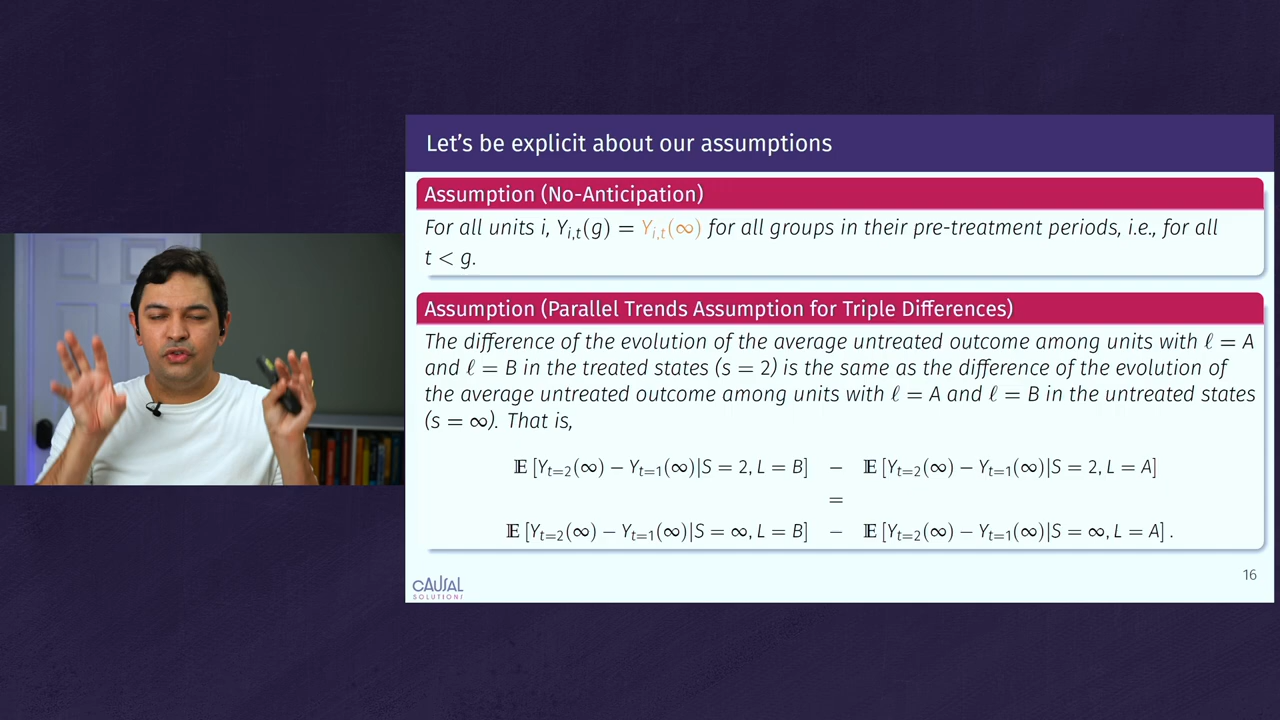 Let's be explicit about our assumptions
Assumption (No-Anticipation)
For all units i, Y_{i,t}(g) = Y_{i,t}(∞) for all groups in their pre-treatment periods, i.e., for all
t < g.
Assumption (Parallel Trends Assumption for Triple Differences)
The difference of the evolution of the average untreated outcome among units with ℓ = A
and ℓ = B in the treated states (s = 2) is the same as the difference of the evolution of
the average untreated outcome among units with ℓ = A and ℓ = B in the untreated states
(s = ∞). That is,
𝔼 [Y_{t=2}(∞) − Y_{t=1}(∞)|S = 2, L = B] − 𝔼 [Y_{t=2}(∞) − Y_{t=1}(∞)|S = 2, L = A]
=
𝔼 [Y_{t=2}(∞) − Y_{t=1}(∞)|S = ∞, L = B] − 𝔼 [Y_{t=2}(∞) − Y_{t=1}(∞)|S = ∞, L = A] .
16
CAUSAL
SOLUTIONS